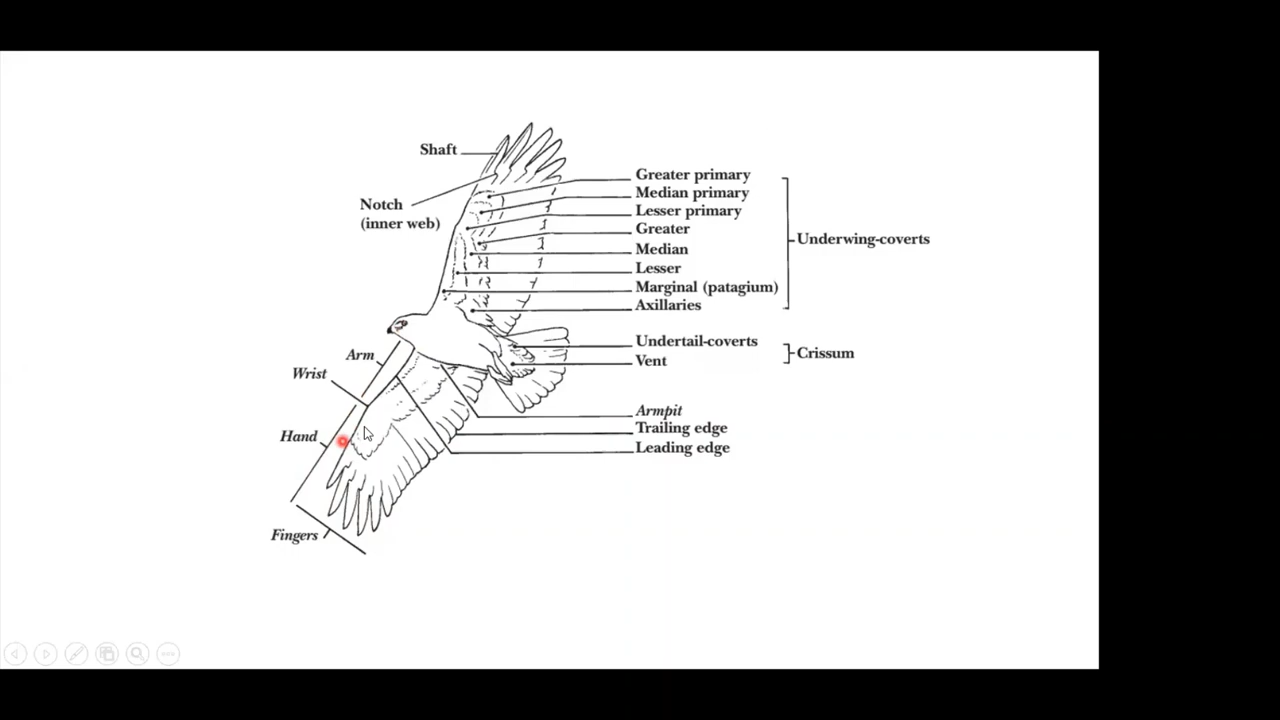 Shaft
Notch
(inner web)
Greater primary
Median primary
Lesser primary
Greater
Median
Lesser
Marginal (patagium)
Axillaries
Underwing-coverts
Undertail-coverts
Vent
Crissum
Arm
Wrist
Hand
Fingers
Armpit
Trailing edge
Leading edge